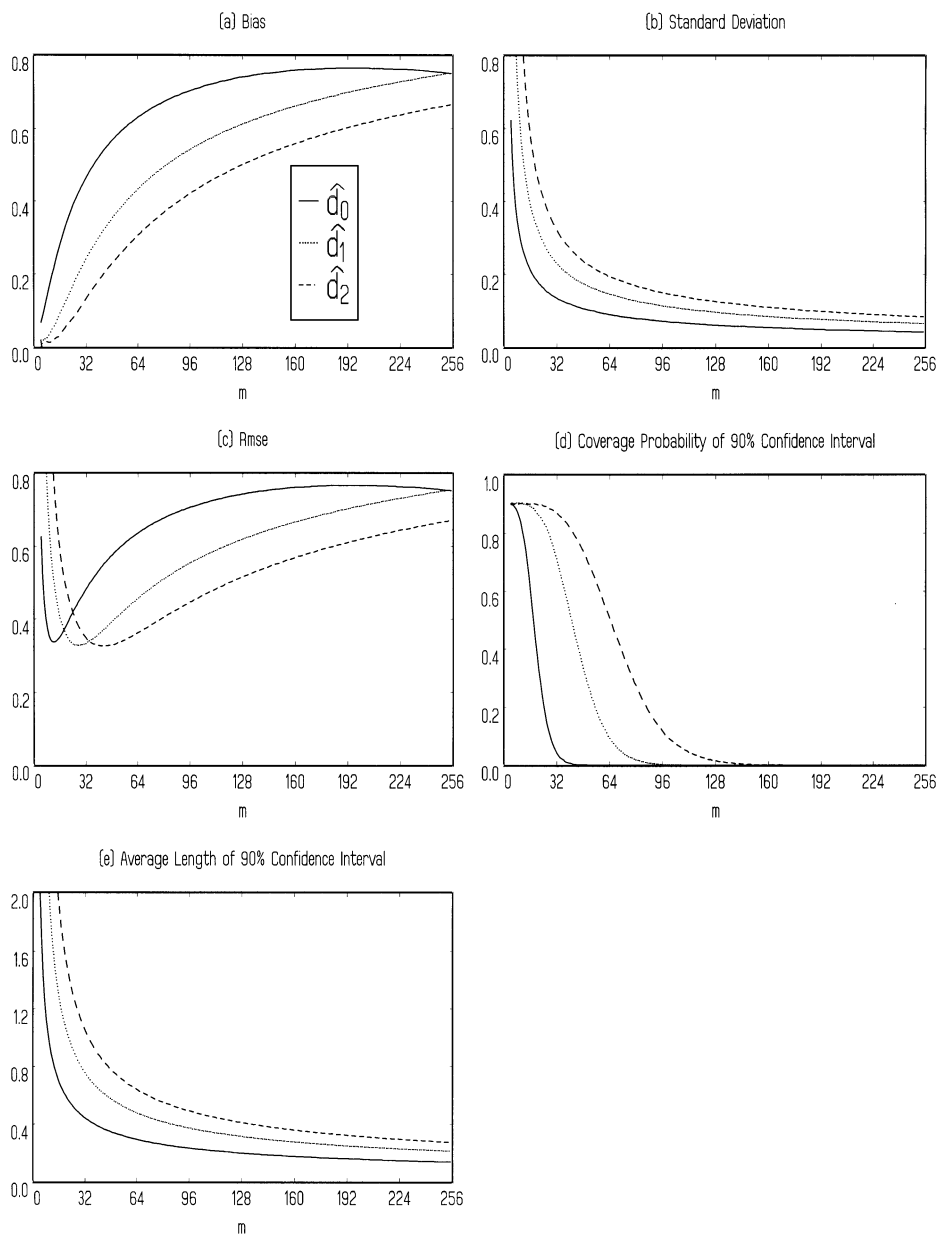 (a) Bias
0.8
0.6
0.4
0.2
0.0
0 32 64 96 128 160 192 224 256
m
d̂0
d̂1
d̂2
(b) Standard Deviation
0.8
0.6
0.4
0.2
0.0
0 32 64 96 128 160 192 224 256
m
(c) Rmse
0.8
0.6
0.4
0.2
0.0
0 32 64 96 128 160 192 224 256
m
(d) Coverage Probability of 90% Confidence Interval
1.0
0.8
0.6
0.4
0.2
0.0
0 32 64 96 128 160 192 224 256
m
(e) Average Length of 90% Confidence Interval
2.0
1.6
1.2
0.8
0.4
0.0
0 32 64 96 128 160 192 224 256
m